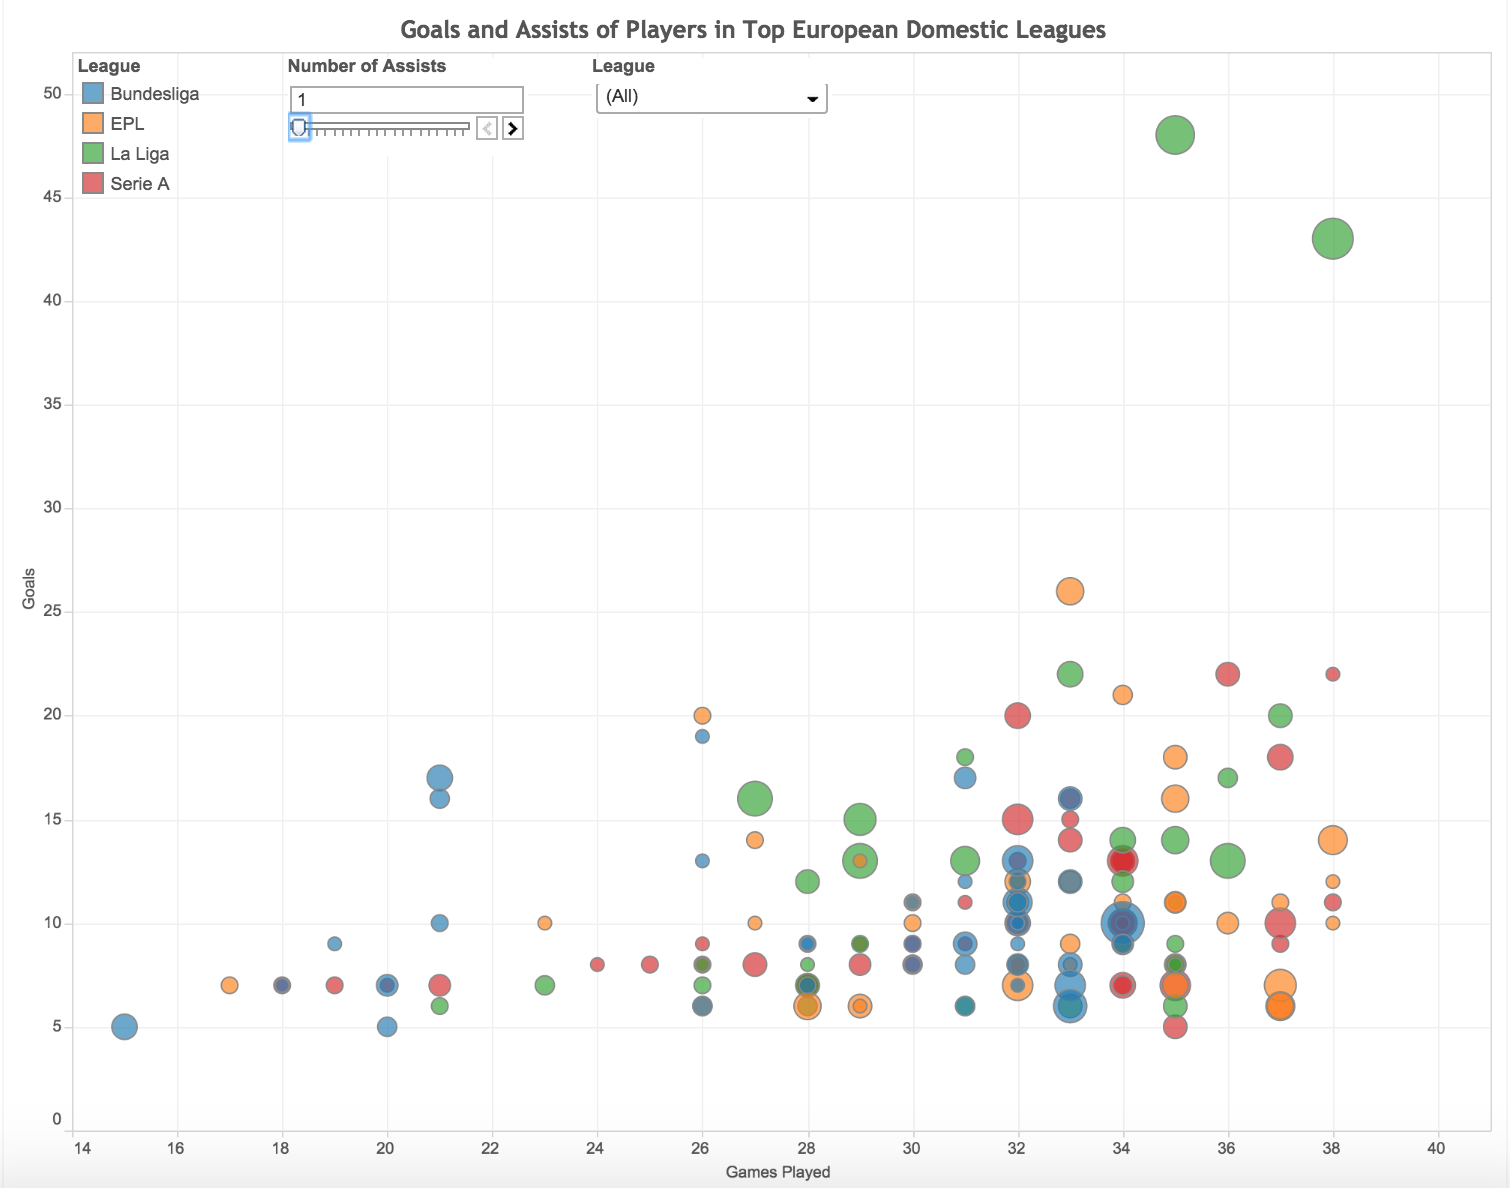 Goals and Assists of Players in Top European Domestic Leagues
League
Bundesliga
EPL
La Liga
Serie A
Number of Assists
1
League
(All)
50
45
40
35
30
25
20
15
10
5
0
Goals
14 16 18 20 22 24 26 28 30 32 34 36 38 40
Games Played